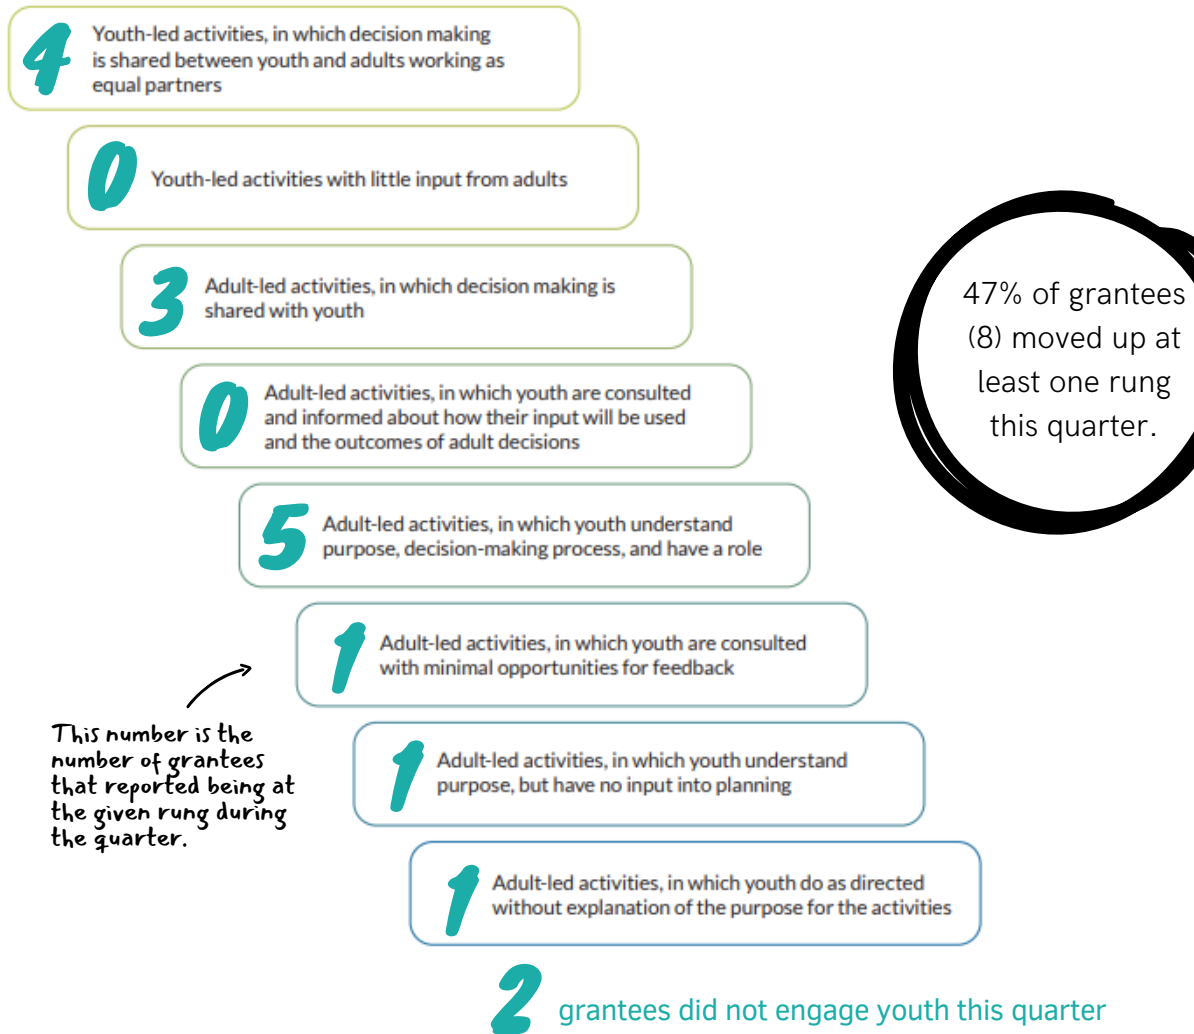 4
Youth-led activities, in which decision making
is shared between youth and adults working as
equal partners
0
Youth-led activities with little input from adults
3
Adult-led activities, in which decision making is
shared with youth
0
Adult-led activities, in which youth are consulted
and informed about how their input will be used
and the outcomes of adult decisions
47% of grantees
(8) moved up at
least one rung
this quarter.
5
Adult-led activities, in which youth understand
purpose, decision-making process, and have a role
1
Adult-led activities, in which youth are consulted
with minimal opportunities for feedback
This number is the
number of grantees
that reported being at
the given rung during
the quarter.
1
Adult-led activities, in which youth understand
purpose, but have no input into planning
1
Adult-led activities, in which youth do as directed
without explanation of the purpose for the activities
2 grantees did not engage youth this quarter